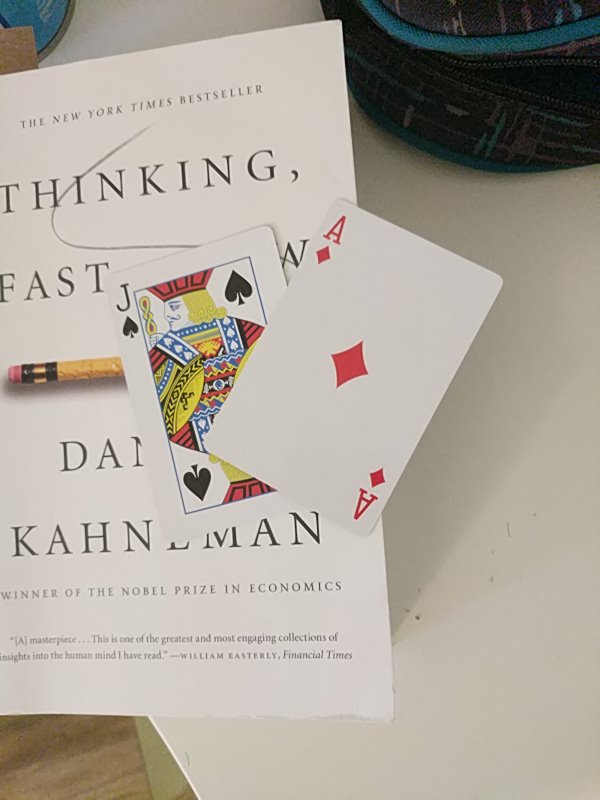 THE NEW YORK TIMES BESTSELLER
THINKING,
FAST W
J
A
DAN
A
KAHNEMAN
WINNER OF THE NOBEL PRIZE IN ECONOMICS
"[A] masterpiece . . . This is one of the greatest and most engaging collections of
insights into the human mind I have read." —WILLIAM EASTERLY, Financial Times